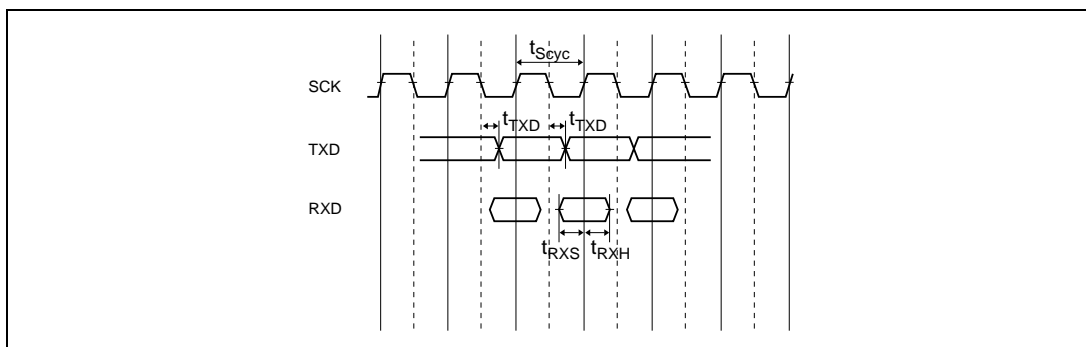 tScyc
SCK
tTXD tTXD
TXD
RXD
tRXS tRXH